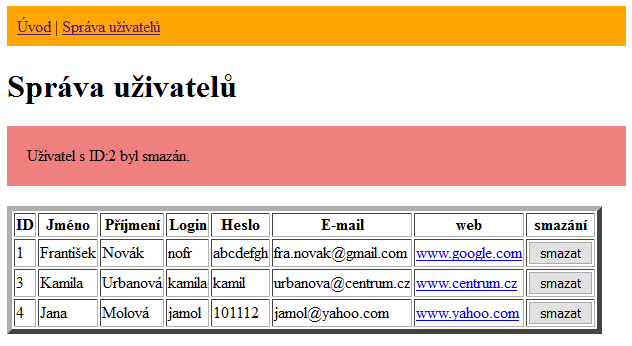 Úvod | Správa uživatelů
Správa uživatelů
Uživatel s ID:2 byl smazán.
ID Jméno Příjmení Login Heslo E-mail web smazání
1 František Novák nofr abcdefgh fra.novak@gmail.com www.google.com smazat
3 Kamila Urbanová kamila kamil urbanova@centrum.cz www.centrum.cz smazat
4 Jana Molová jamol 101112 jamol@yahoo.com www.yahoo.com smazat